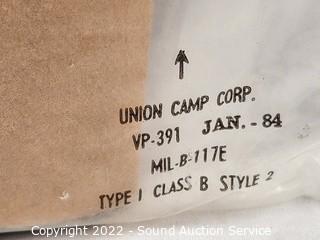 UNION CAMP CORP.
VP-391 JAN. - 84
MIL-B-117E
TYPE I CLASS B STYLE 2
Copyright 2022 - Sound Auction Service